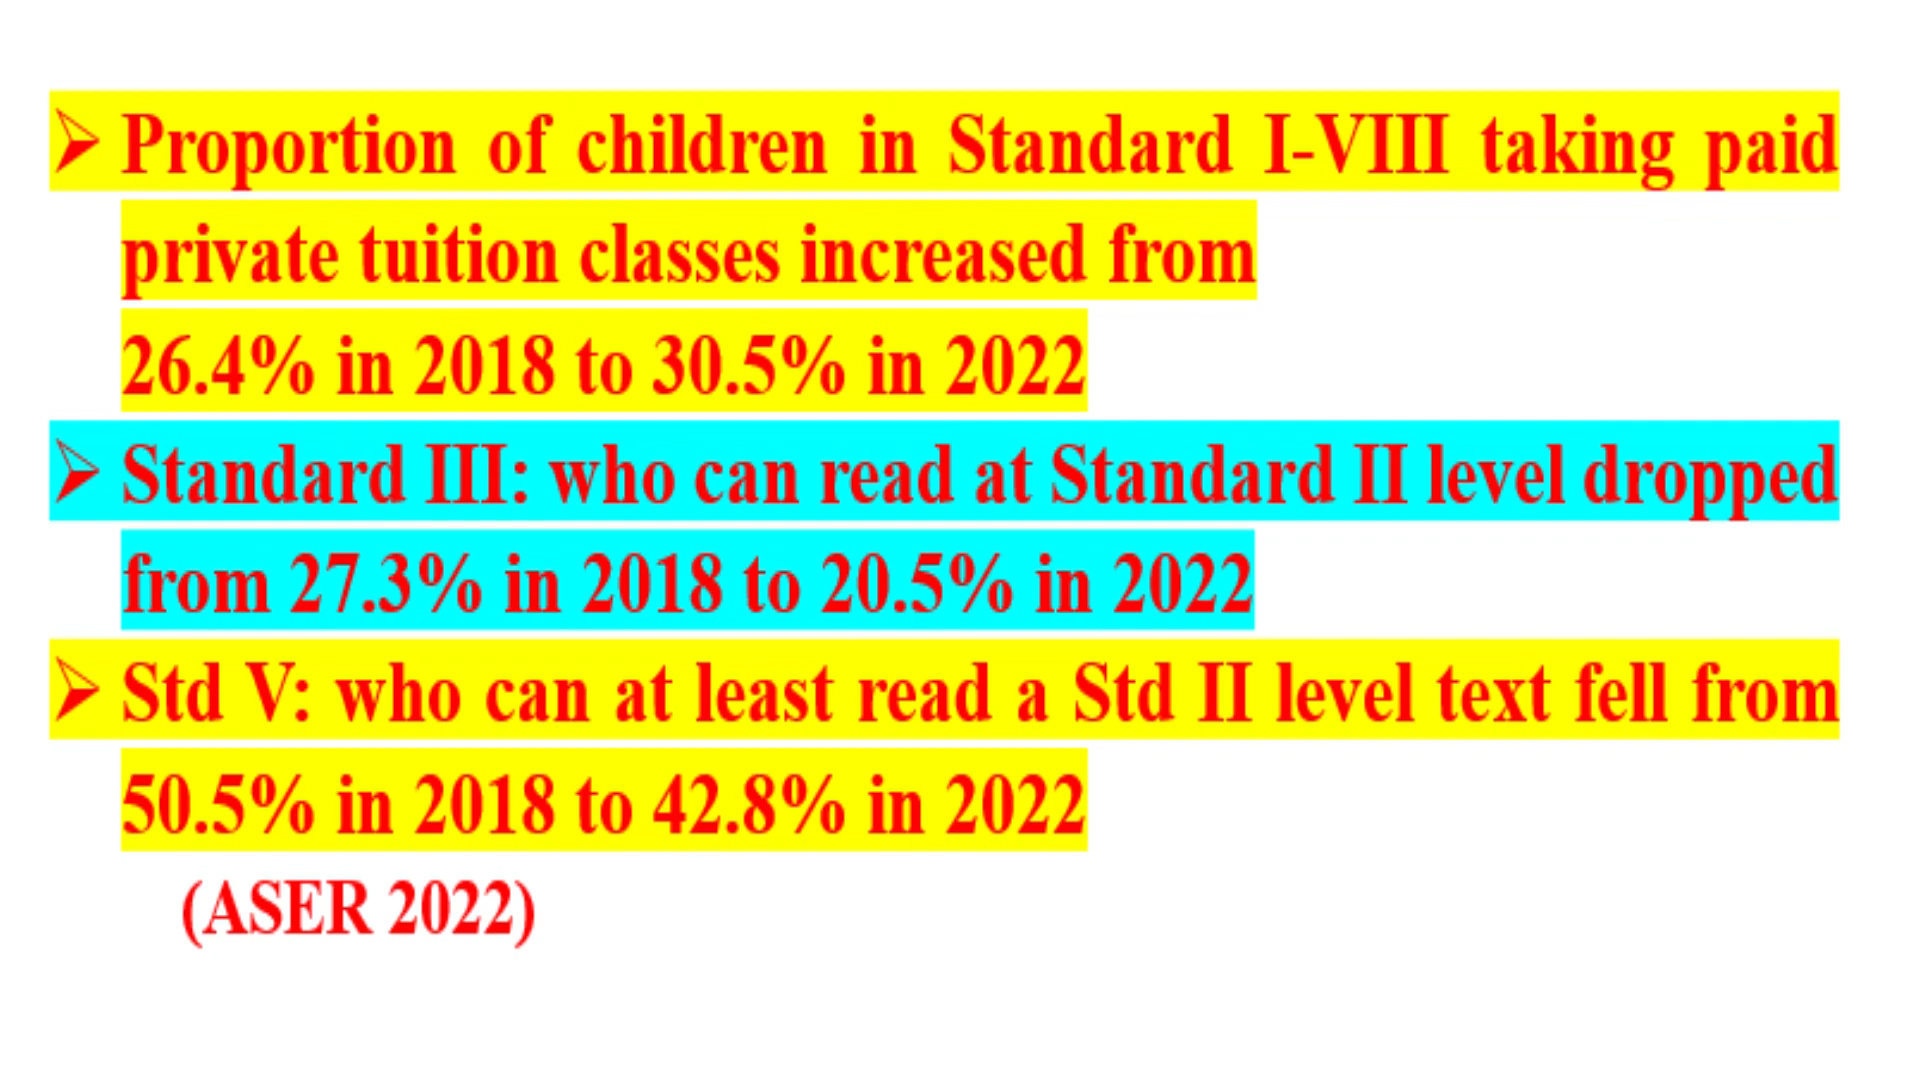 ➢ Proportion of children in Standard I-VIII taking paid
private tuition classes increased from
26.4% in 2018 to 30.5% in 2022
➢ Standard III: who can read at Standard II level dropped
from 27.3% in 2018 to 20.5% in 2022
➢ Std V: who can at least read a Std II level text fell from
50.5% in 2018 to 42.8% in 2022
(ASER 2022)